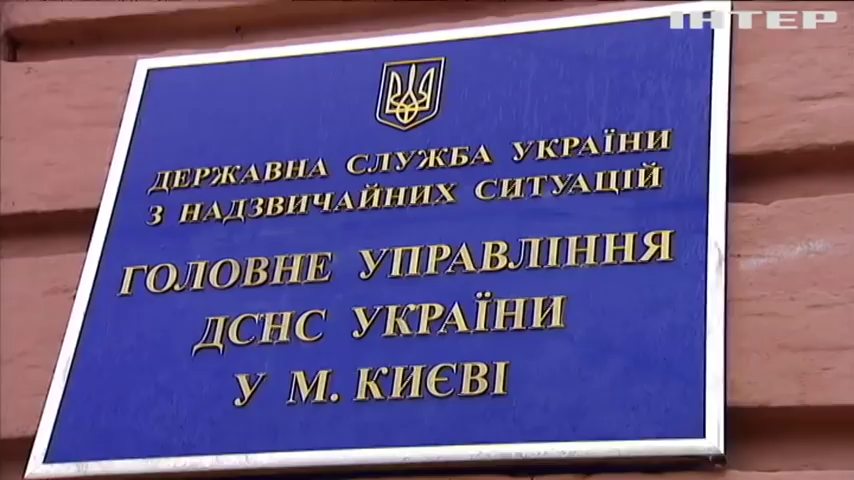 ІНТЕР
ДЕРЖАВНА СЛУЖБА УКРАЇНИ
З НАДЗВИЧАЙНИХ СИТУАЦІЙ
ГОЛОВНЕ УПРАВЛІННЯ
ДСНС УКРАЇНИ
У М. КИЄВІ